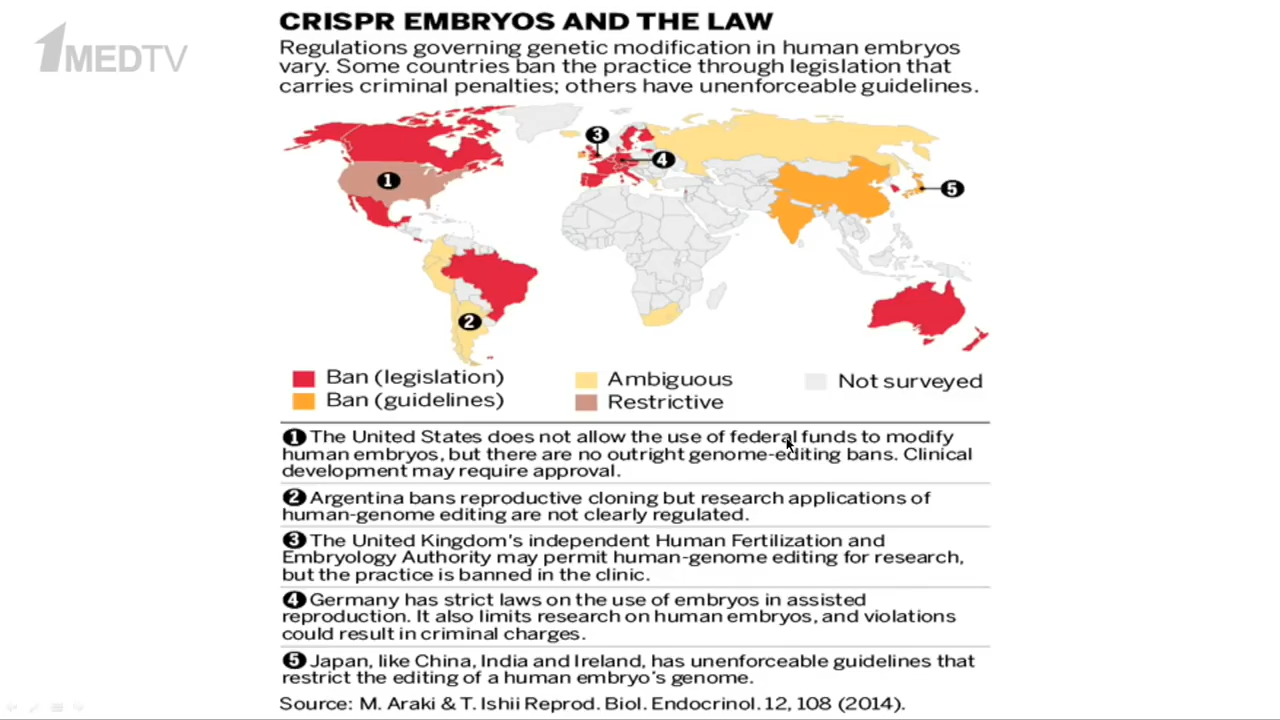 1MEDTV
CRISPR EMBRYOS AND THE LAW
Regulations governing genetic modification in human embryos
vary. Some countries ban the practice through legislation that
carries criminal penalties; others have unenforceable guidelines.
3
4
1
5
2
Ban (legislation)
Ambiguous
Not surveyed
Ban (guidelines)
Restrictive
1 The United States does not allow the use of federal funds to modify
human embryos, but there are no outright genome-editing bans. Clinical
development may require approval.
2 Argentina bans reproductive cloning but research applications of
human-genome editing are not clearly regulated.
3 The United Kingdom's independent Human Fertilization and
Embryology Authority may permit human-genome editing for research,
but the practice is banned in the clinic.
4 Germany has strict laws on the use of embryos in assisted
reproduction. It also limits research on human embryos, and violations
could result in criminal charges.
5 Japan, like China, India and Ireland, has unenforceable guidelines that
restrict the editing of a human embryo's genome.
Source: M. Araki & T. Ishii Reprod. Biol. Endocrinol. 12, 108 (2014).